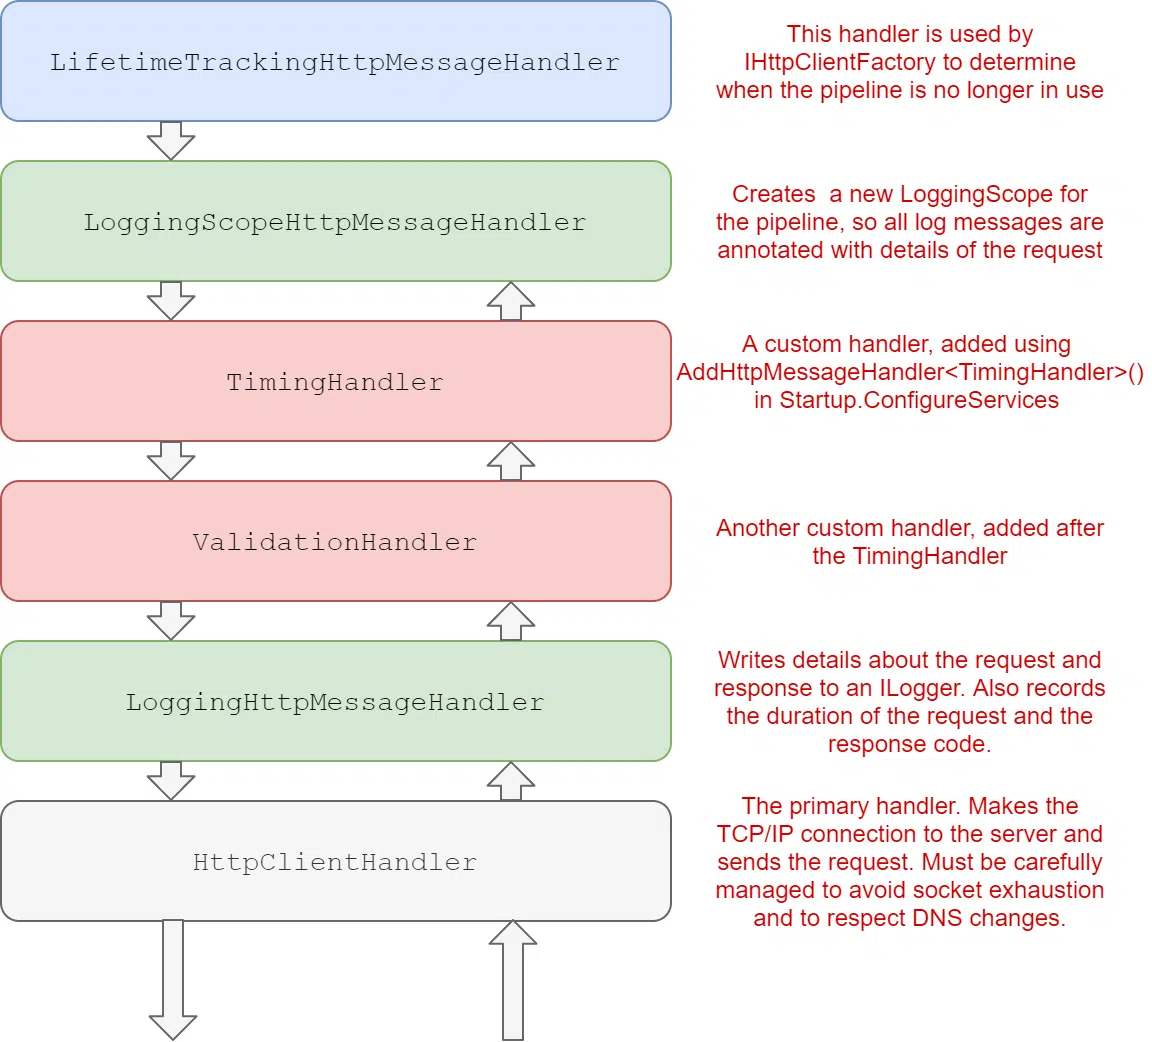 LifetimeTrackingHttpMessageHandler
This handler is used by
IHttpClientFactory to determine
when the pipeline is no longer in use
LoggingScopeHttpMessageHandler
Creates  a new LoggingScope for
the pipeline, so all log messages are
annotated with details of the request
TimingHandler
A custom handler, added using
AddHttpMessageHandler<TimingHandler>()
in Startup.ConfigureServices
ValidationHandler
Another custom handler, added after
the TimingHandler
LoggingHttpMessageHandler
Writes details about the request and
response to an ILogger. Also records
the duration of the request and the
response code.
HttpClientHandler
The primary handler. Makes the
TCP/IP connection to the server and
sends the request. Must be carefully
managed to avoid socket exhaustion
and to respect DNS changes.